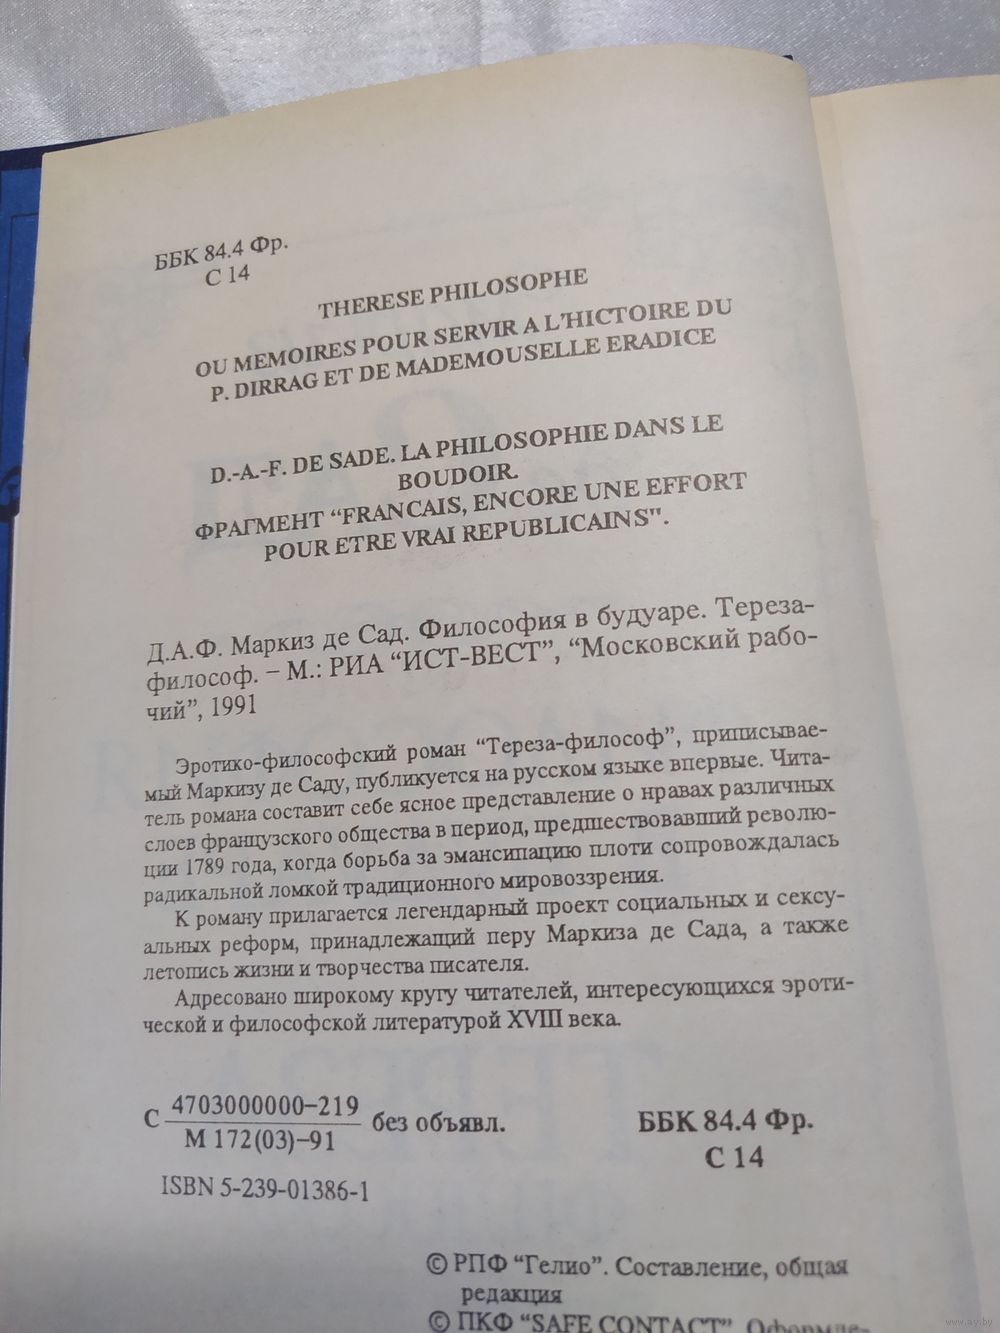 ББК 84.4 Фр.
С 14
THERESE PHILOSOPHE
OU MEMOIRES POUR SERVIR A L'HICTOIRE DU
P. DIRRAG ET DE MADEMOUSELLE ERADICE
D.-A.-F. DE SADE. LA PHILOSOPHIE DANS LE
BOUDOIR.
ФРАГМЕНТ “FRANCAIS, ENCORE UNE EFFORT
POUR ETRE VRAI REPUBLICAINS".
Д.А.Ф. Маркиз де Сад. Философия в будуаре. Тереза-
философ. – М.: РИА “ИСТ-ВЕСТ”, “Московский рабо-
чий”, 1991
Эротико-философский роман “Тереза-философ”, приписывае-
мый Маркизу де Саду, публикуется на русском языке впервые. Чита-
тель романа составит себе ясное представление о нравах различных
слоев французского общества в период, предшествовавший револю-
ции 1789 года, когда борьба за эмансипацию плоти сопровождалась
радикальной ломкой традиционного мировоззрения.
К роману прилагается легендарный проект социальных и сексу-
альных реформ, принадлежащий перу Маркиза де Сада, а также
летопись жизни и творчества писателя.
Адресовано широкому кругу читателей, интересующихся эроти-
ческой и философской литературой XVIII века.
С 4703000000–219 без объявл.
М 172(03)–91
ББК 84.4 Фр.
С 14
ISBN 5-239-01386-1
© РПФ “Гелио”. Составление, общая
редакция
© ПКФ “SAFE CONTACT”. Оформле-
www.ay.by